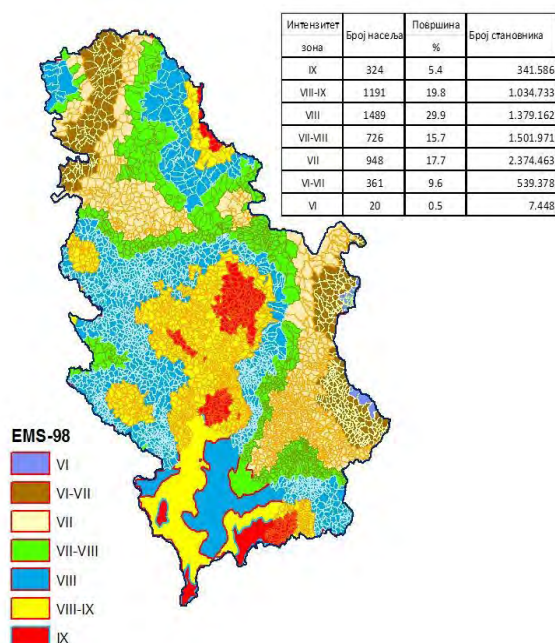 Интензитет зона Број насеља Површина % Број становника
IX 324 5.4 341.586
VIII-IX 1191 19.8 1.034.733
VIII 1489 29.9 1.379.162
VII-VIII 726 15.7 1.501.971
VII 948 17.7 2.374.463
VI-VII 361 9.6 539.378
VI 20 0.5 7.448
EMS-98
VI
VI-VII
VII
VII-VIII
VIII
VIII-IX
IX